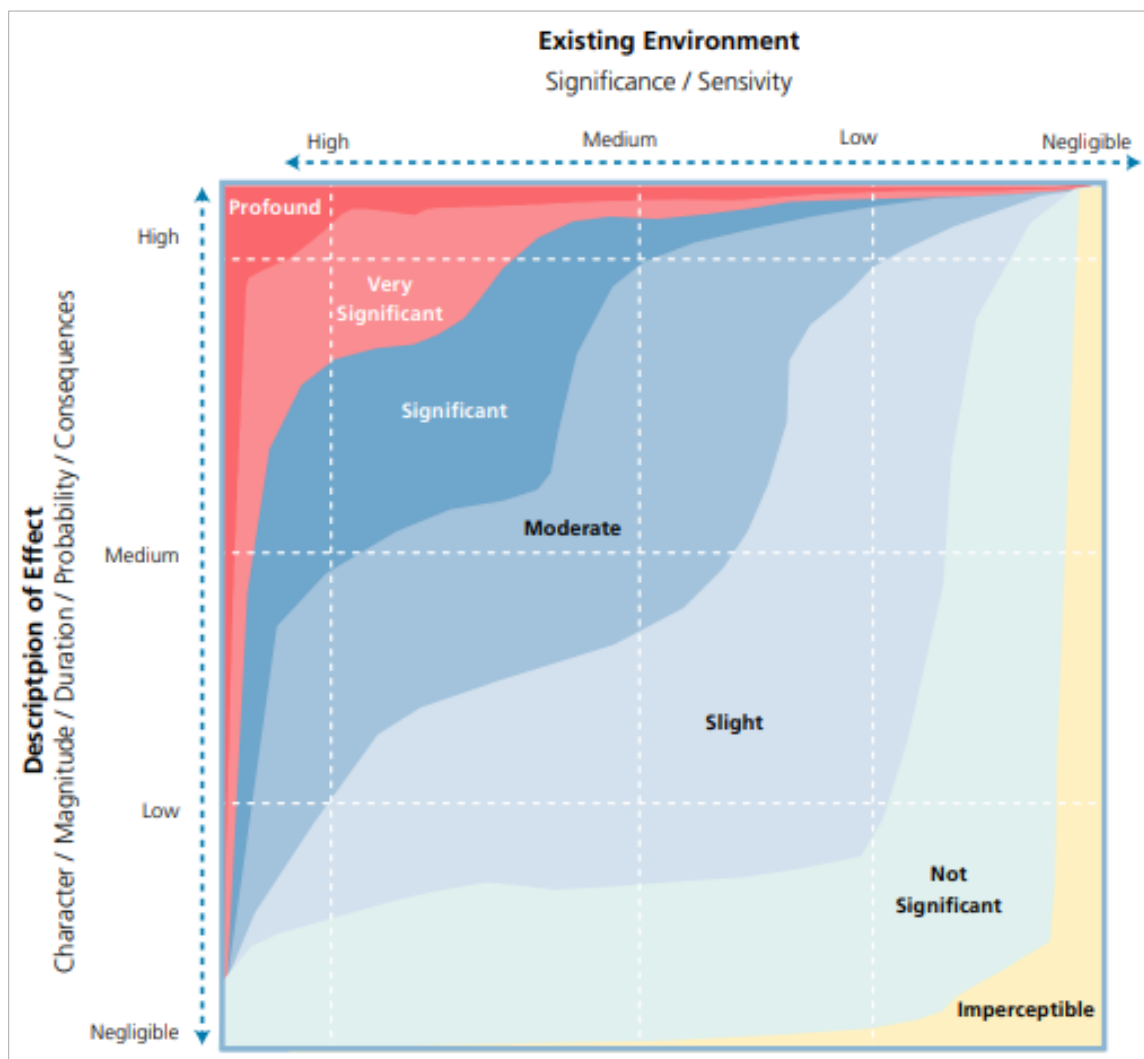 Existing Environment
Significance / Sensivity
High
Medium
Low
Negligible
Descriptpion of Effect
Character / Magnitude / Duration / Probability / Consequences
High
Medium
Low
Negligible
Profound
Very
Significant
Significant
Moderate
Slight
Not
Significant
Imperceptible